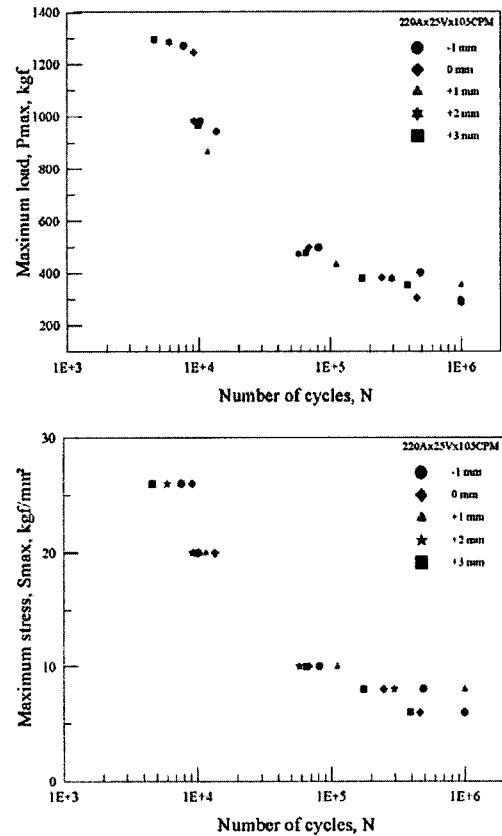 220Ax25Vx105CPM
-1 mm
0 mm
+1 mm
+2 mm
+3 mm
Maximum load, Pmax, kgf
1400
1200
1000
800
600
400
200
1E+3
1E+4
1E+5
1E+6
Number of cycles, N
220Ax25Vx105CPM
-1 mm
0 mm
+1 mm
+2 mm
+3 mm
Maximum stress, Smax, kgf/mm²
30
20
10
0
1E+3
1E+4
1E+5
1E+6
Number of cycles, N